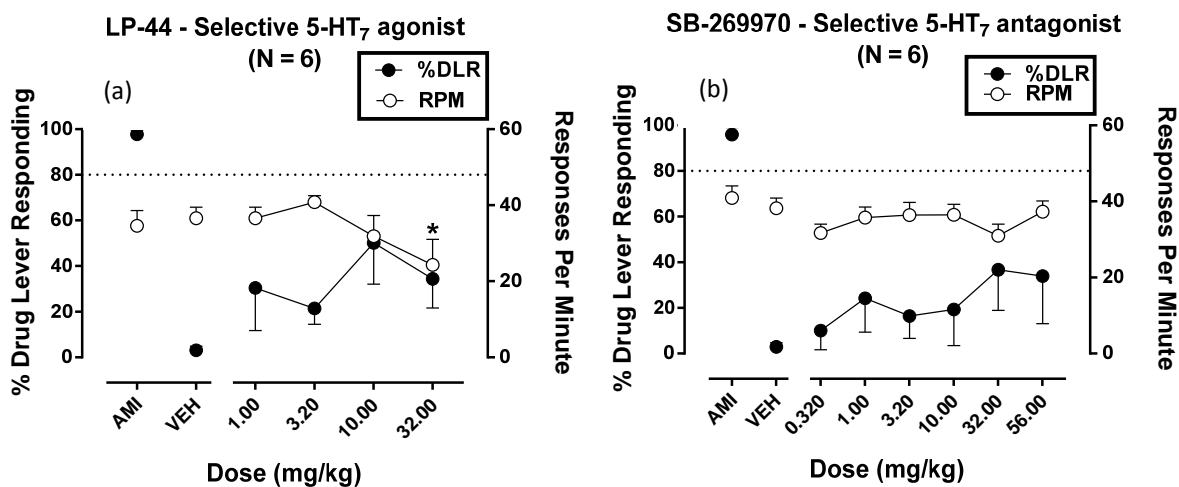 LP-44 - Selective 5-HT7 agonist
(N = 6)
(a)
%DLR
RPM
% Drug Lever Responding
100
80
60
40
20
0
60
40
20
0
Responses Per Minute
*
AMI
VEH
1.00
3.20
10.00
32.00
Dose (mg/kg)
SB-269970 - Selective 5-HT7 antagonist
(N = 6)
(b)
%DLR
RPM
% Drug Lever Responding
100
80
60
40
20
0
60
40
20
0
Responses Per Minute
AMI
VEH
0.320
1.00
3.20
10.00
32.00
56.00
Dose (mg/kg)